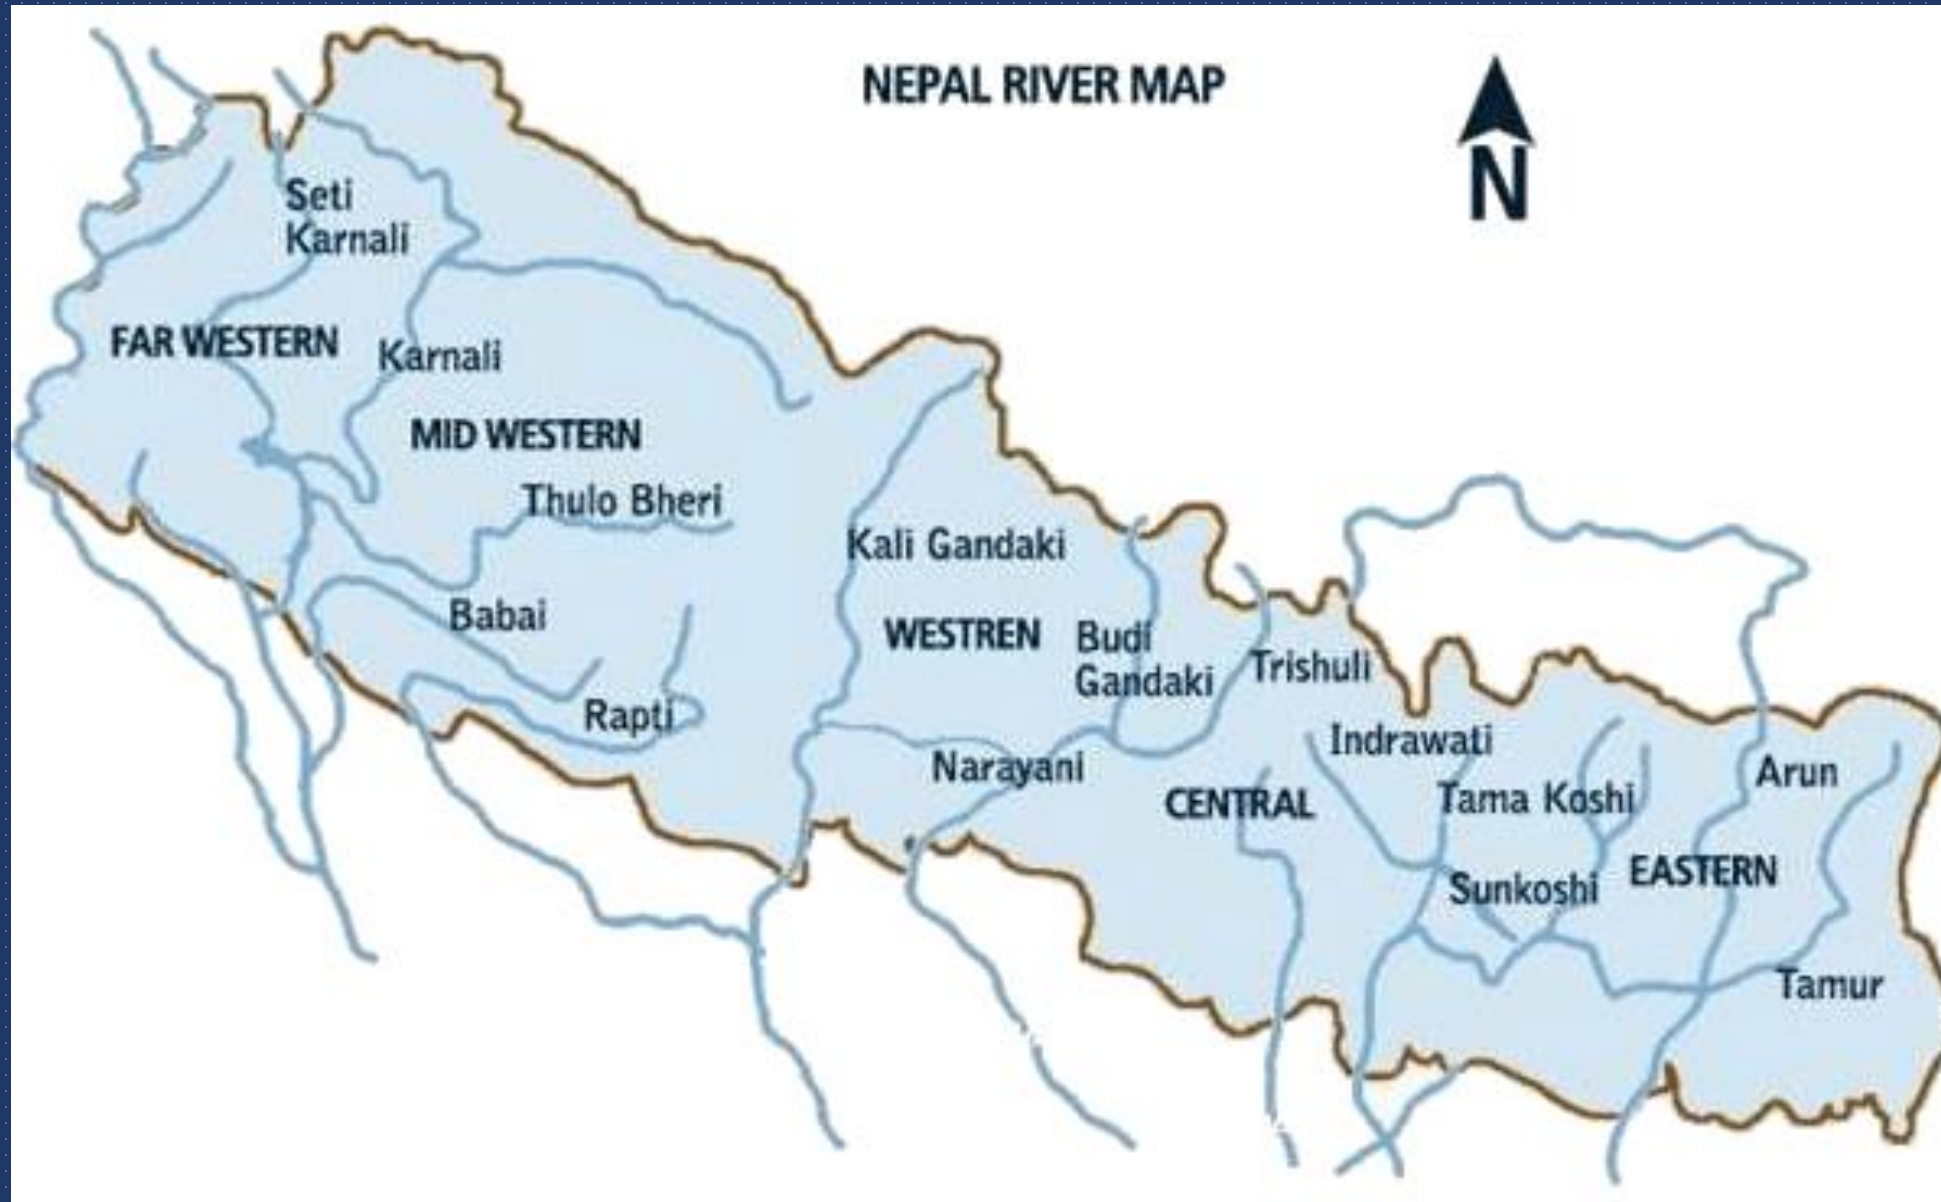 NEPAL RIVER MAP
N
Seti
Karnali
FAR WESTERN
Karnali
MID WESTERN
Thulo Bheri
Kali Gandaki
Babai
WESTREN
Budi
Gandaki
Trishuli
Rapti
Indrawati
Narayani
Arun
CENTRAL
Tama Koshi
EASTERN
Sunkoshi
Tamur